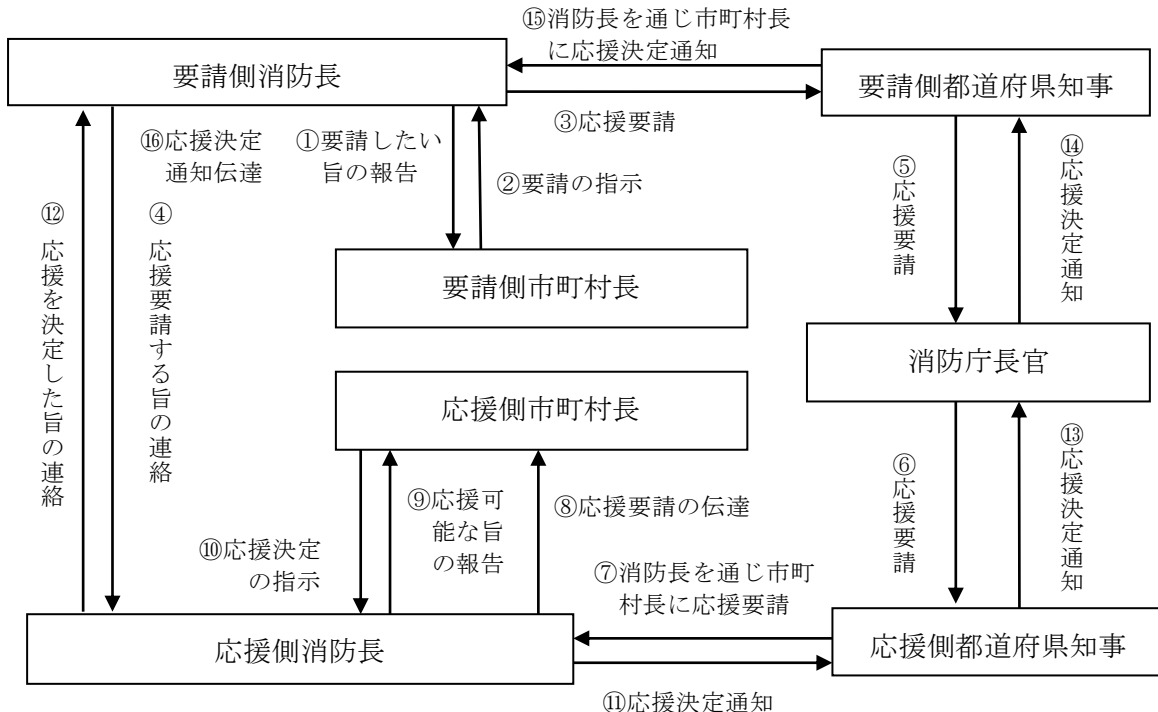 ⑮消防長を通じ市町村長
に応援決定通知
要請側消防長
要請側都道府県知事
③応援要請
⑯応援決定
通知伝達
①要請したい
旨の報告
②要請の指示
⑤応援要請
⑭応援決定通知
⑫応援を決定した旨の連絡
④応援要請する旨の連絡
要請側市町村長
消防庁長官
応援側市町村長
⑨応援可
能な旨
の報告
⑧応援要請の伝達
⑥応援要請
⑬応援決定通知
⑩応援決定
の指示
⑦消防長を通じ市町
村長に応援要請
応援側消防長
応援側都道府県知事
⑪応援決定通知